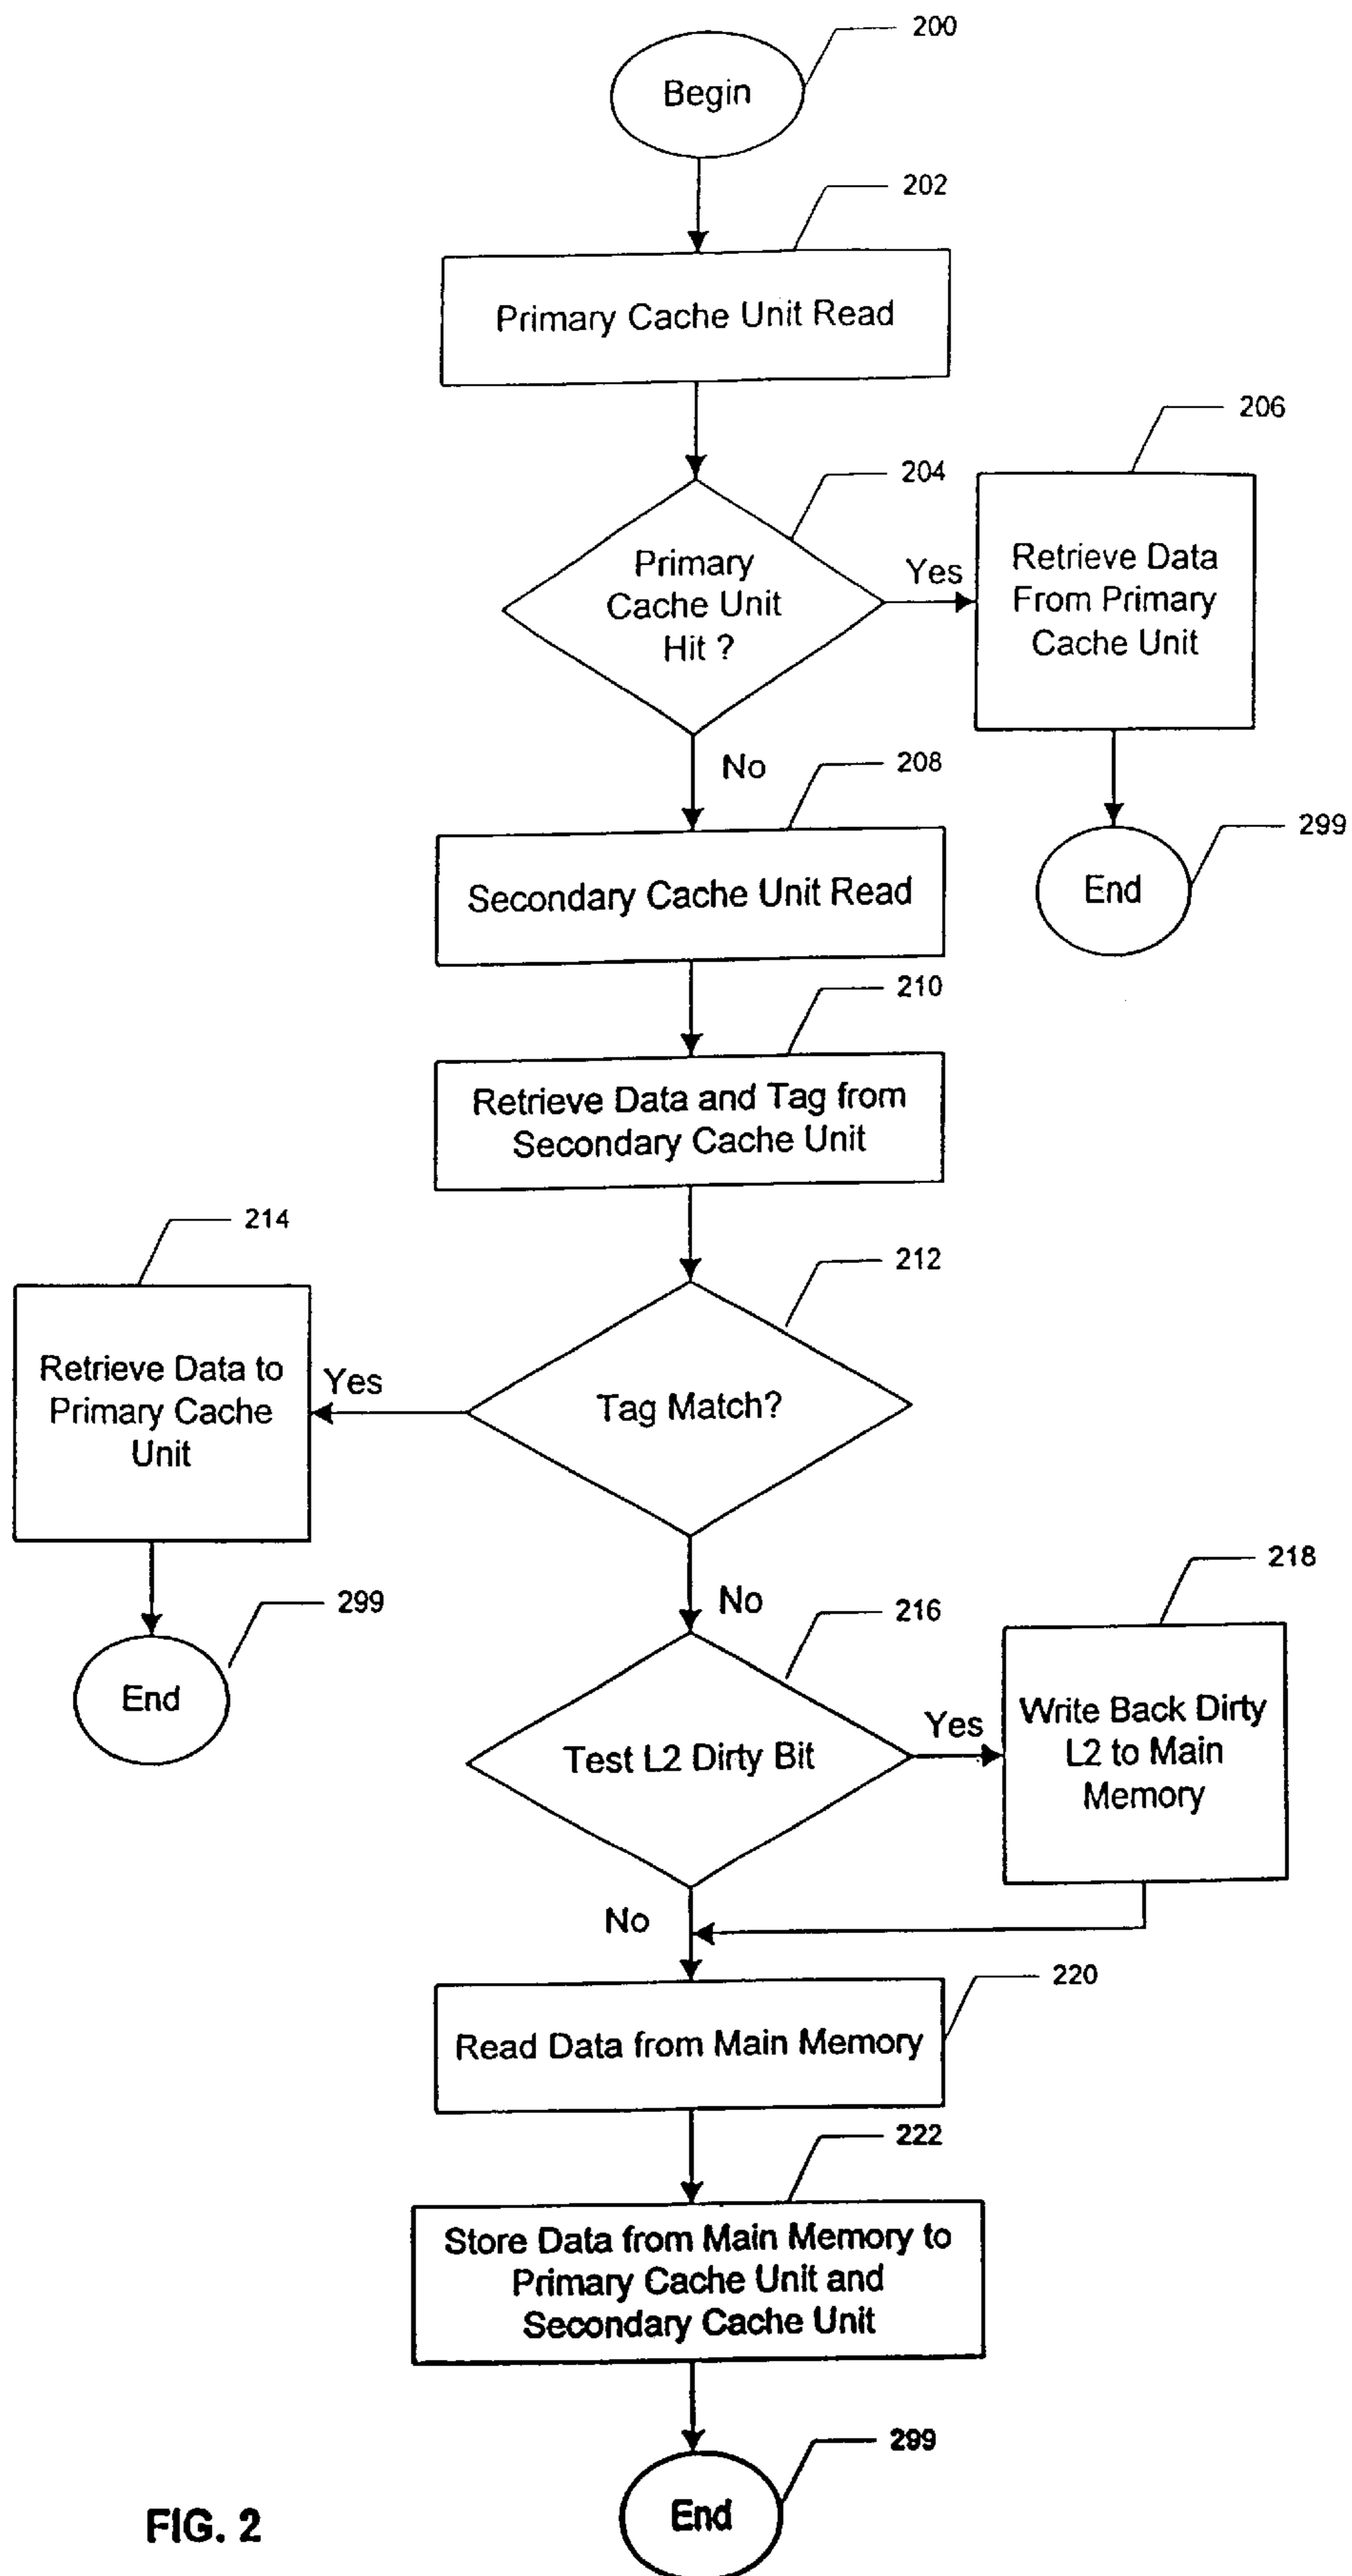 200
Begin
202
Primary Cache Unit Read
206
204
Primary
Cache Unit
Hit ?
Yes
Retrieve Data
From Primary
Cache Unit
No
208
299
End
Secondary Cache Unit Read
210
Retrieve Data and Tag from
Secondary Cache Unit
214
212
Retrieve Data to
Primary Cache
Unit
Yes
Tag Match?
No
218
299
216
End
Test L2 Dirty Bit
Yes
Write Back Dirty
L2 to Main
Memory
No
220
Read Data from Main Memory
222
Store Data from Main Memory to
Primary Cache Unit and
Secondary Cache Unit
299
End
FIG. 2